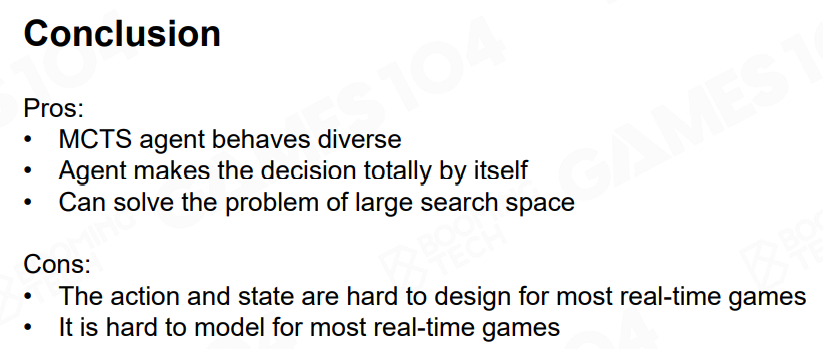 Conclusion
Pros:
• MCTS agent behaves diverse
• Agent makes the decision totally by itself
• Can solve the problem of large search space
Cons:
• The action and state are hard to design for most real-time games
• It is hard to model for most real-time games
GAMES104